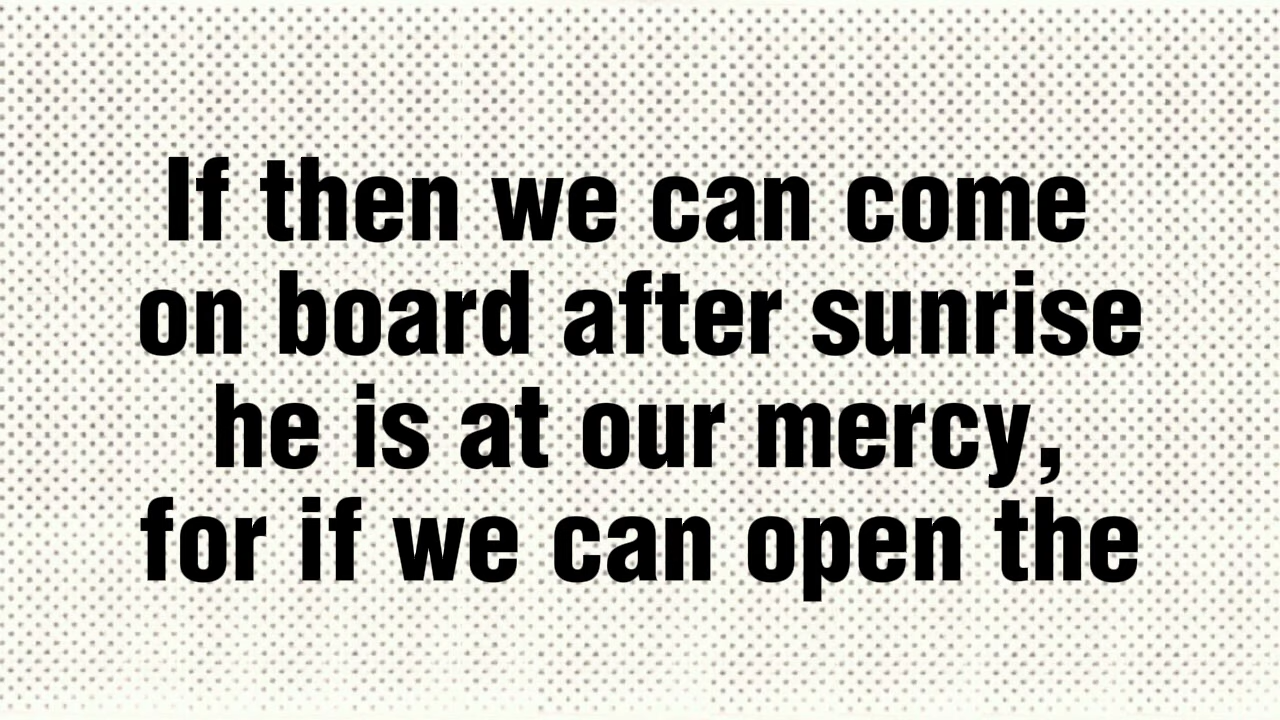 If then we can come
on board after sunrise
he is at our mercy,
for if we can open the